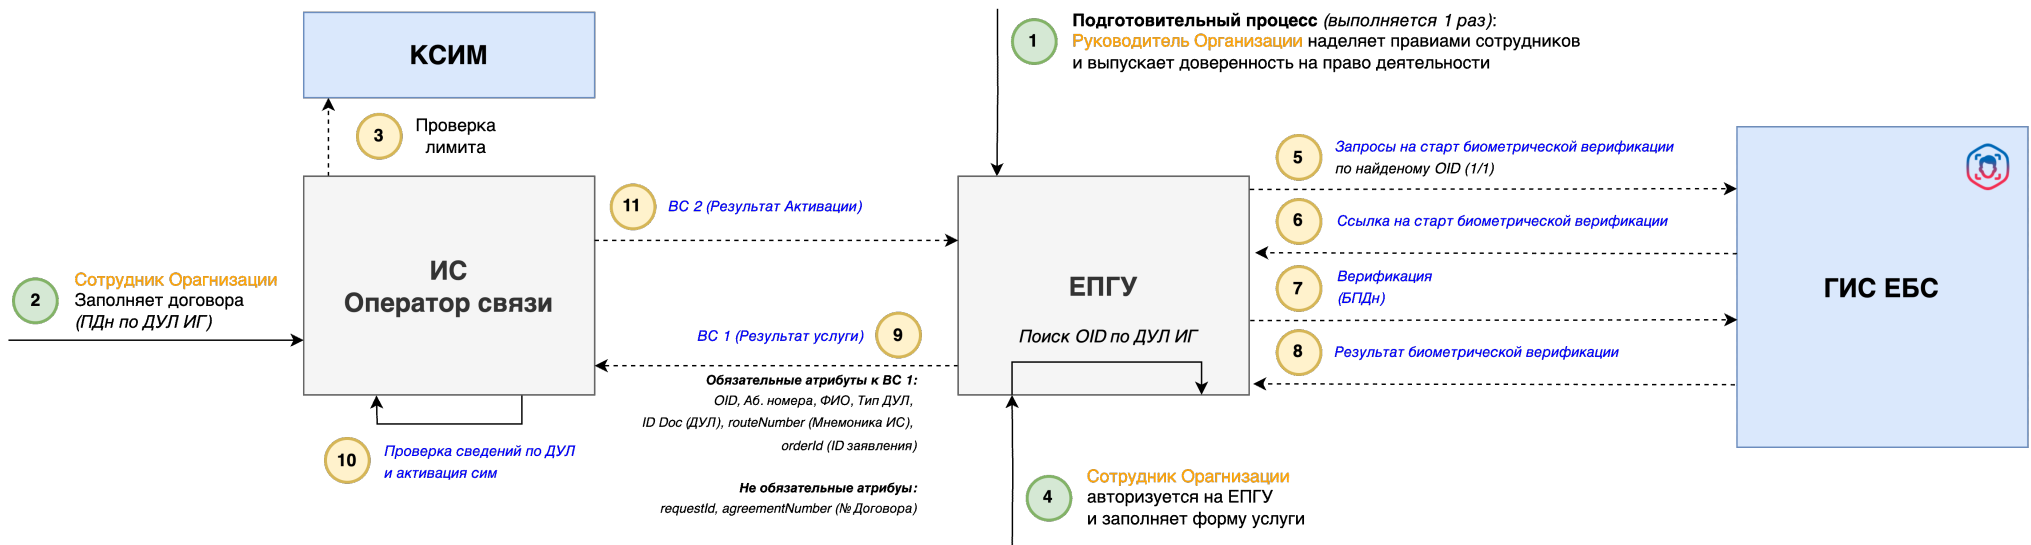 КСИМ
3
Проверка
лимита
1
Подготовительный процесс (выполняется 1 раз):
Руководитель Организации наделяет правиами сотрудников
и выпускает доверенность на право деятельности
2
Сотрудник Орагнизации
Заполняет договора
(ПДн по ДУЛ ИГ)
ИС
Оператор связи
11
ВС 2 (Результат Активации)
ВС 1 (Результат услуги)
9
Обязательные атрибуты к ВС 1:
OID, Аб. номера, ФИО, Тип ДУЛ,
ID Doc (ДУЛ), routeNumber (Мнемоника ИС),
orderId (ID заявления)
Не обязательные атрибуы:
requestId, agreementNumber (№ Договора)
10
Проверка сведений по ДУЛ
и активация сим
ЕПГУ
Поиск OID по ДУЛ ИГ
4
Сотрудник Орагнизации
авторизуется на ЕПГУ
и заполняет форму услуги
5
Запросы на старт биометрической верификации
по найденому OID (1/1)
6
Ссылка на старт биометрической верификации
7
Верификация
(БПДн)
8
Результат биометрической верификации
ГИС ЕБС